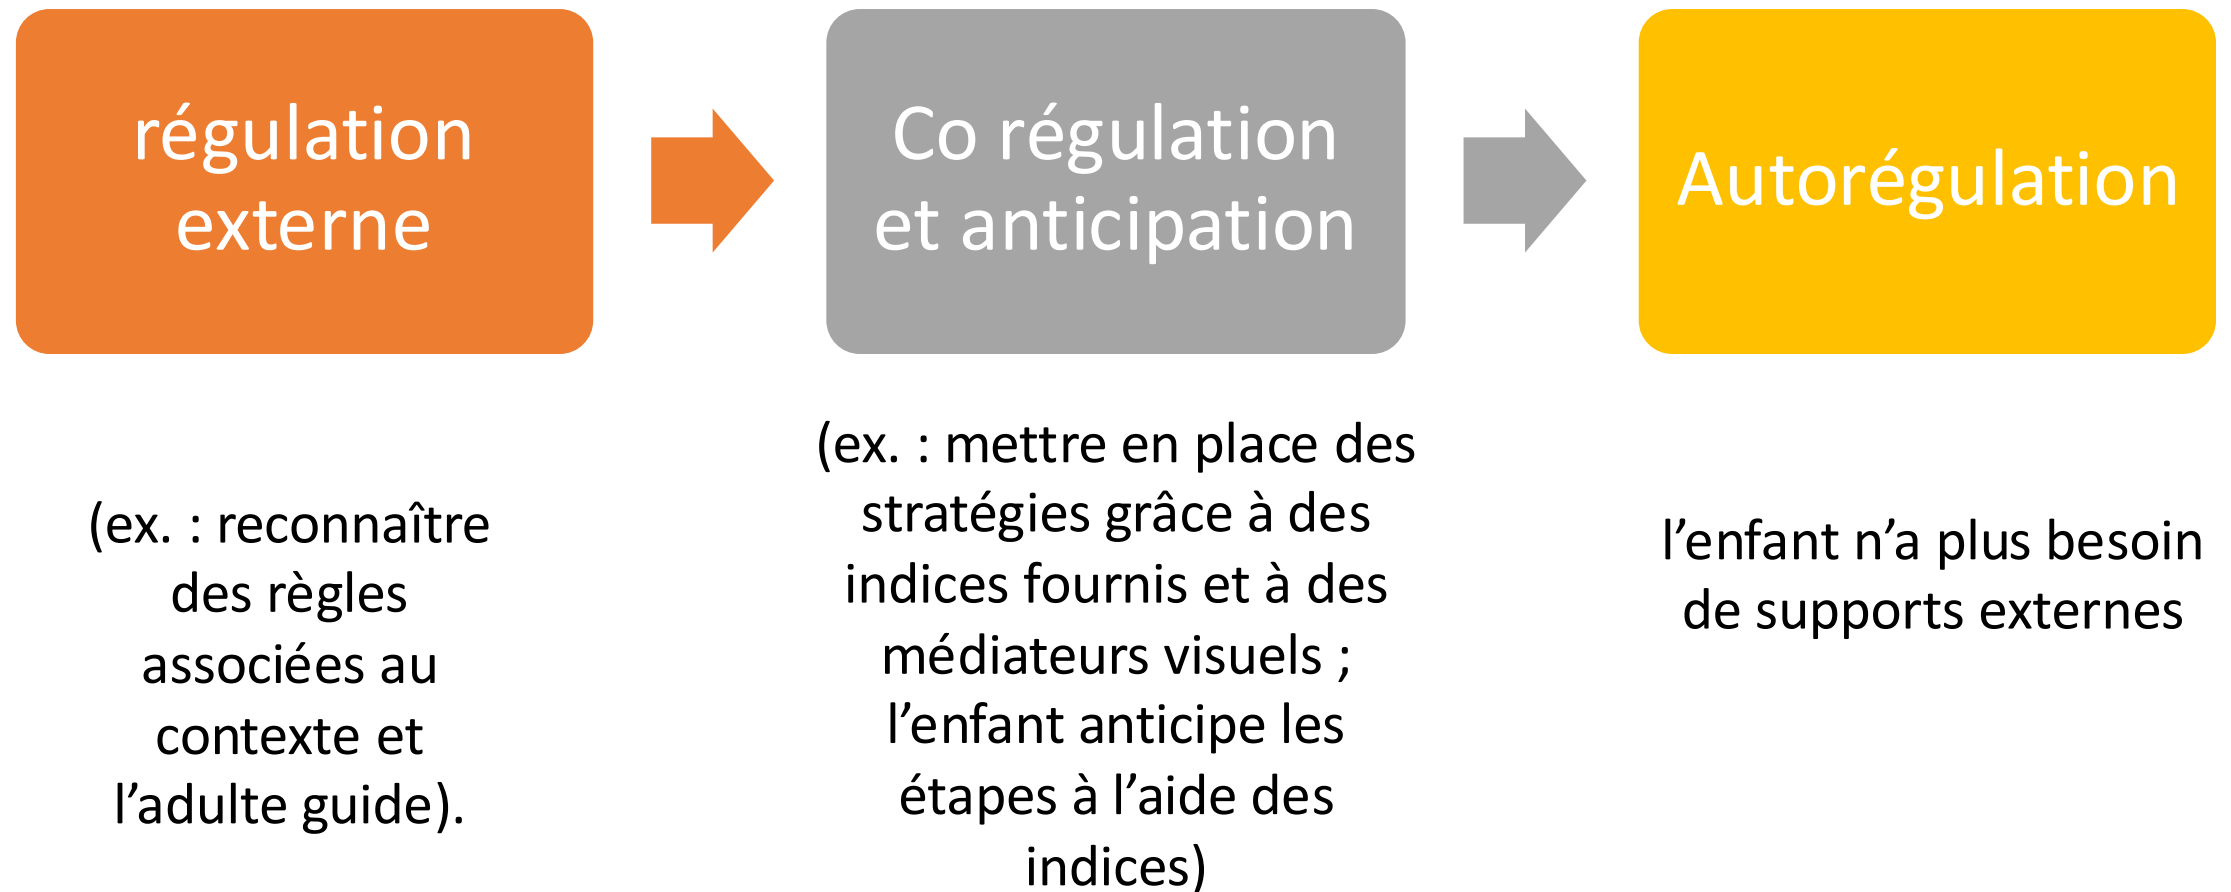 régulation
externe
Co régulation
et anticipation
Autorégulation
(ex. : reconnaître
des règles
associées au
contexte et
l’adulte guide).
(ex. : mettre en place des
stratégies grâce à des
indices fournis et à des
médiateurs visuels ;
l’enfant anticipe les
étapes à l’aide des
indices)
l’enfant n’a plus besoin
de supports externes